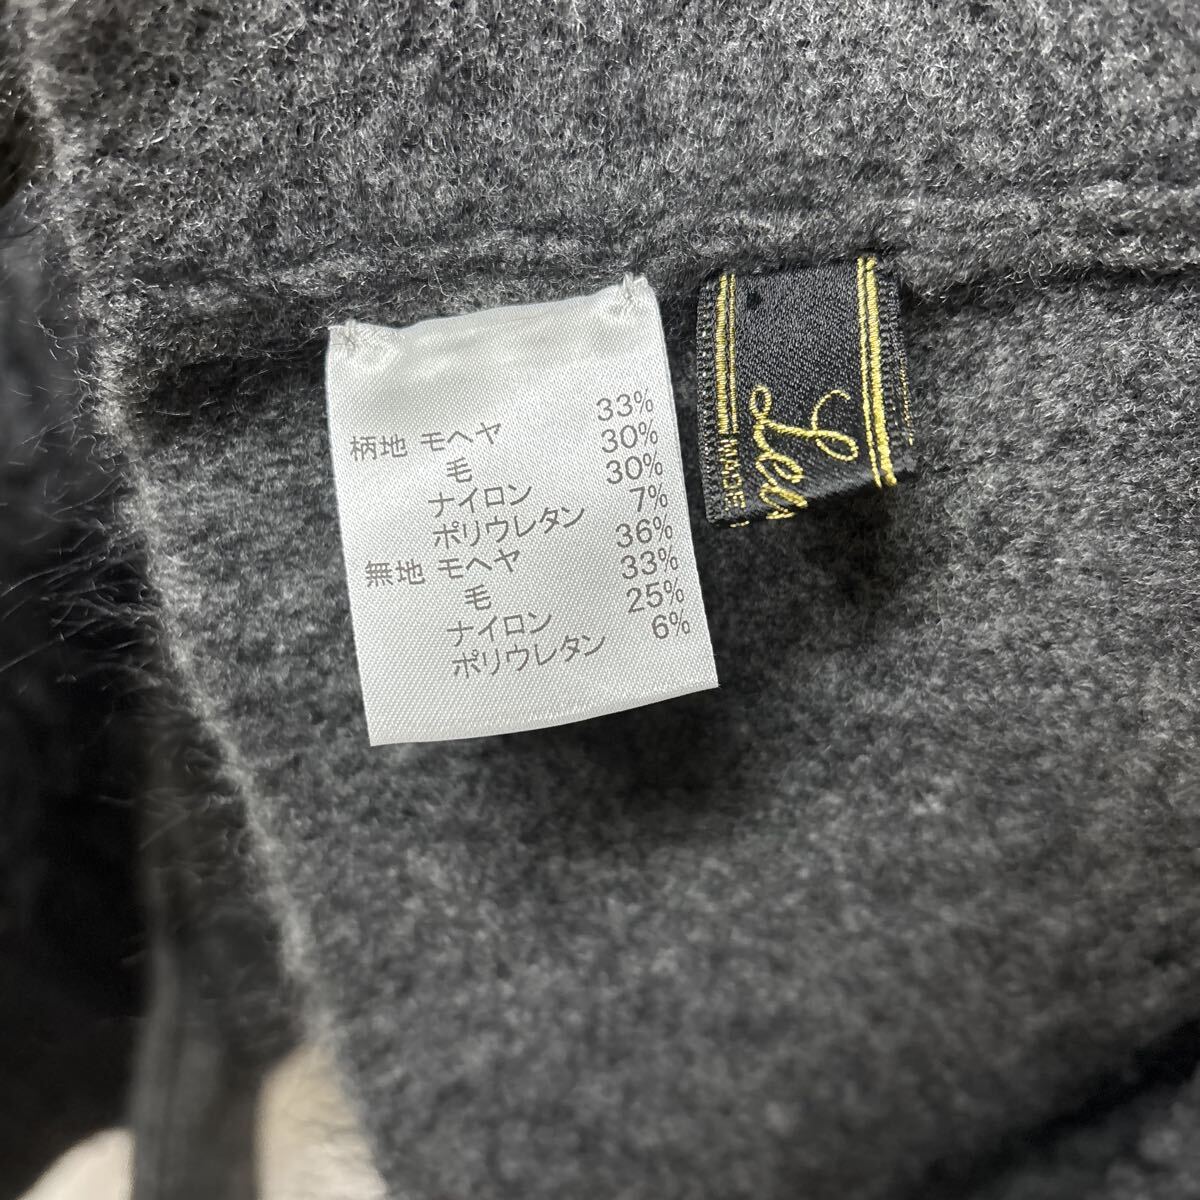 柄地 モヘヤ 33%
毛 30%
ナイロン 30%
ポリウレタン 7%
無地 モヘヤ 36%
毛 33%
ナイロン 25%
ポリウレタン 6%